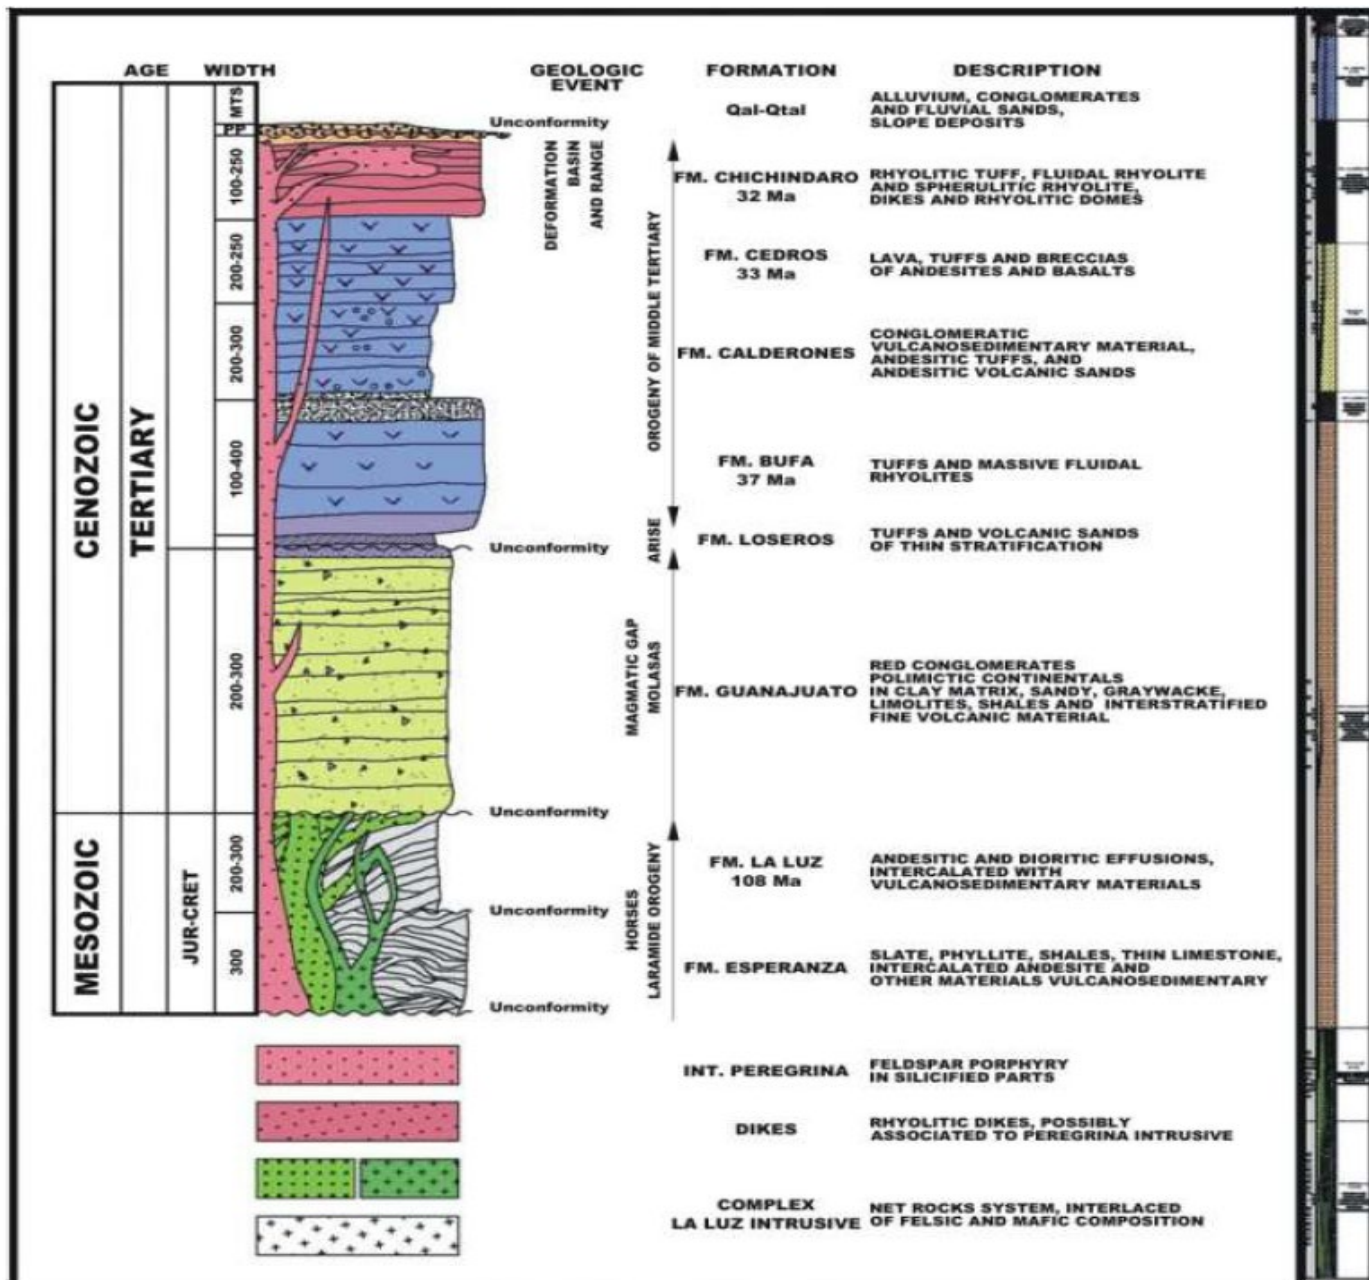 AGE WIDTH GEOLOGIC EVENT FORMATION DESCRIPTION
MTS
PP
Unconformity
Qal-Qtal
ALLUVIUM, CONGLOMERATES
AND FLUVIAL SANDS,
SLOPE DEPOSITS
100-250
DEFORMATION
BASIN
AND RANGE
FM. CHICHINDARO
32 Ma
RHYOLITIC TUFF, FLUIDAL RHYOLITE
AND SPHERULITIC RHYOLITE,
DIKES AND RHYOLITIC DOMES
200-250
FM. CEDROS
33 Ma
LAVA, TUFFS AND BRECCIAS
OF ANDESITES AND BASALTS
OROGENY OF MIDDLE TERTIARY
200-300
FM. CALDERONES
CONGLOMERATIC
VULCANOSEDIMENTARY MATERIAL,
ANDESITIC TUFFS, AND
ANDESITIC VOLCANIC SANDS
CENOZOIC
TERTIARY
100-400
FM. BUFA
37 Ma
TUFFS AND MASSIVE FLUIDAL
RHYOLITES
Unconformity
ARISE
FM. LOSEROS
TUFFS AND VOLCANIC SANDS
OF THIN STRATIFICATION
200-300
MAGMATIC GAP
MOLASAS
FM. GUANAJUATO
RED CONGLOMERATES
POLIMICTIC CONTINENTALS
IN CLAY MATRIX, SANDY, GRAYWACKE,
LIMOLITES, SHALES AND INTERSTRATIFIED
FINE VOLCANIC MATERIAL
Unconformity
MESOZOIC
JUR-CRET
200-300
HORSES
LARAMIDE OROGENY
FM. LA LUZ
108 Ma
ANDESITIC AND DIORITIC EFFUSIONS,
INTERCALATED WITH
VULCANOSEDIMENTARY MATERIALS
Unconformity
300
FM. ESPERANZA
SLATE, PHYLLITE, SHALES, THIN LIMESTONE,
INTERCALATED ANDESITE AND
OTHER MATERIALS VULCANOSEDIMENTARY
Unconformity
INT. PEREGRINA
FELDSPAR PORPHYRY
IN SILICIFIED PARTS
DIKES
RHYOLITIC DIKES, POSSIBLY
ASSOCIATED TO PEREGRINA INTRUSIVE
COMPLEX
LA LUZ INTRUSIVE
NET ROCKS SYSTEM, INTERLACED
OF FELSIC AND MAFIC COMPOSITION